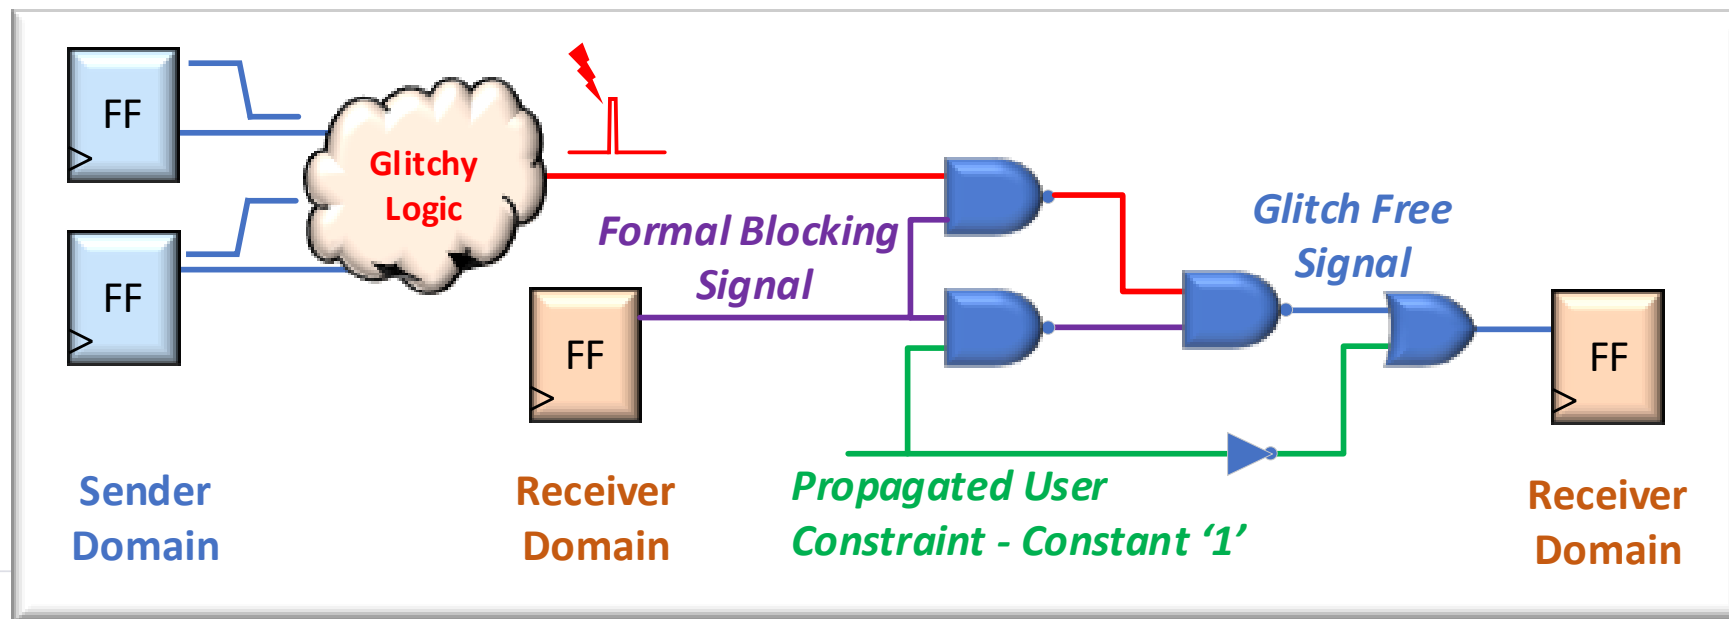 FF
Glitchy
Logic
FF
Formal Blocking
Signal
Glitch Free
Signal
FF
FF
Sender
Domain
Receiver
Domain
Propagated User
Constraint - Constant ‘1’
Receiver
Domain